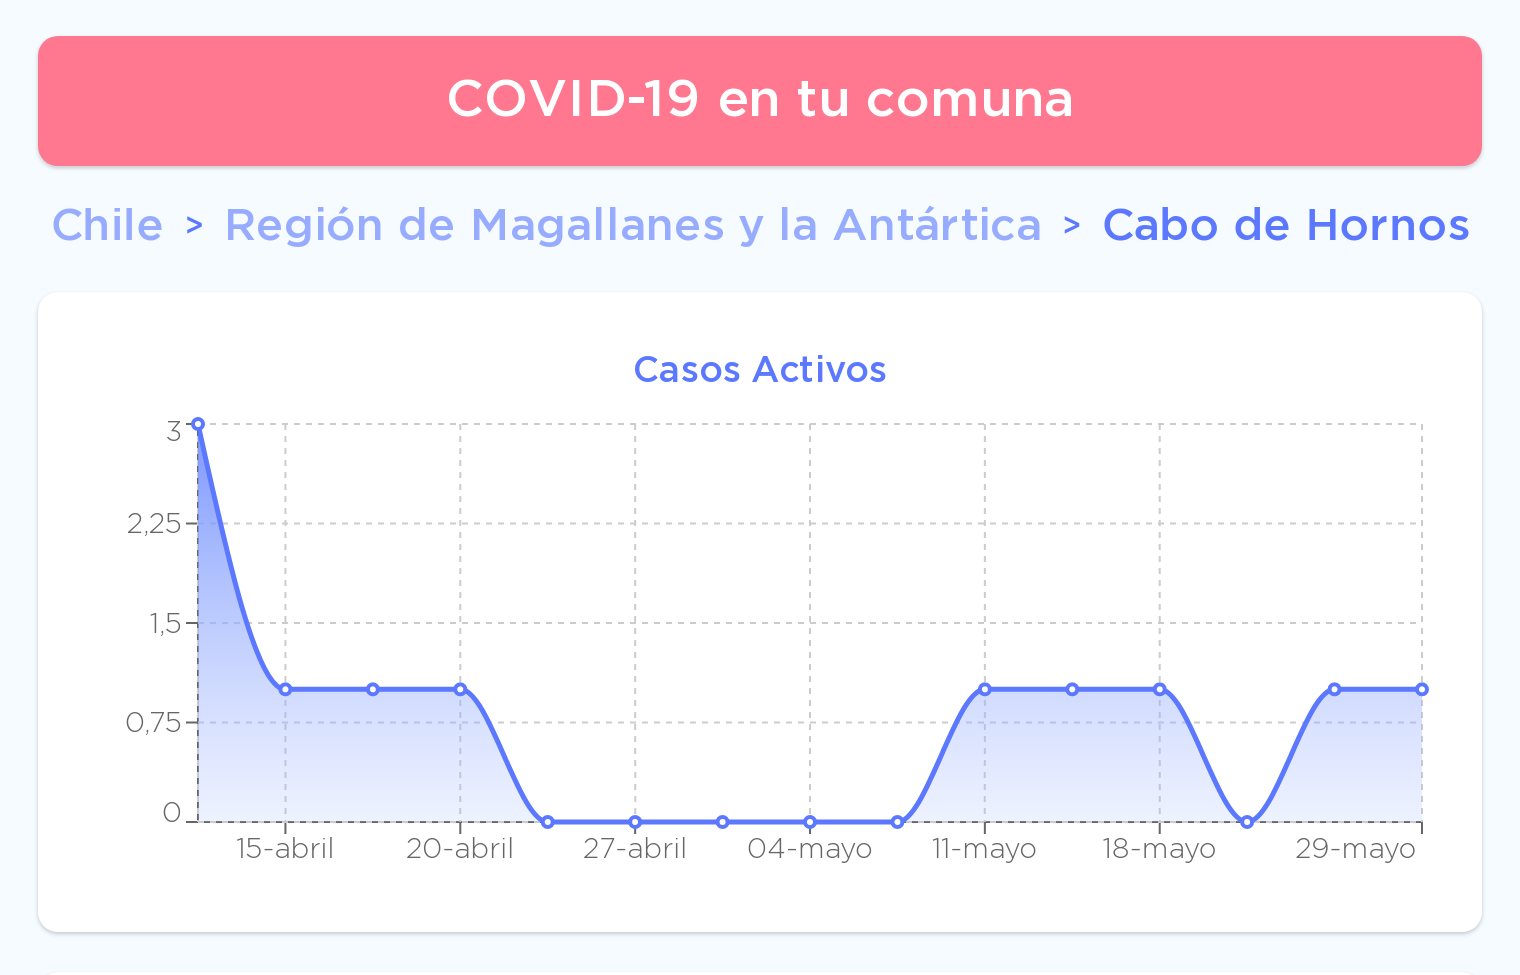 COVID-19 en tu comuna
Chile > Región de Magallanes y la Antártica > Cabo de Hornos
Casos Activos
3
2,25
1,5
0,75
0
15-abril 20-abril 27-abril 04-mayo 11-mayo 18-mayo 29-mayo